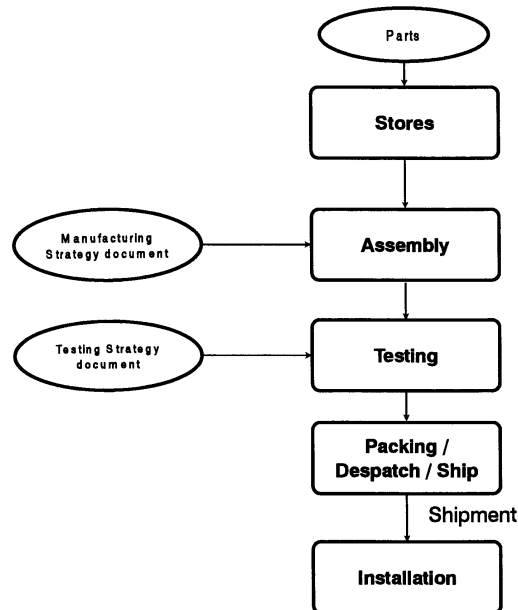 Parts
Stores
Manufacturing
Strategy document
Assembly
Testing Strategy
document
Testing
Packing /
Despatch / Ship
Shipment
Installation